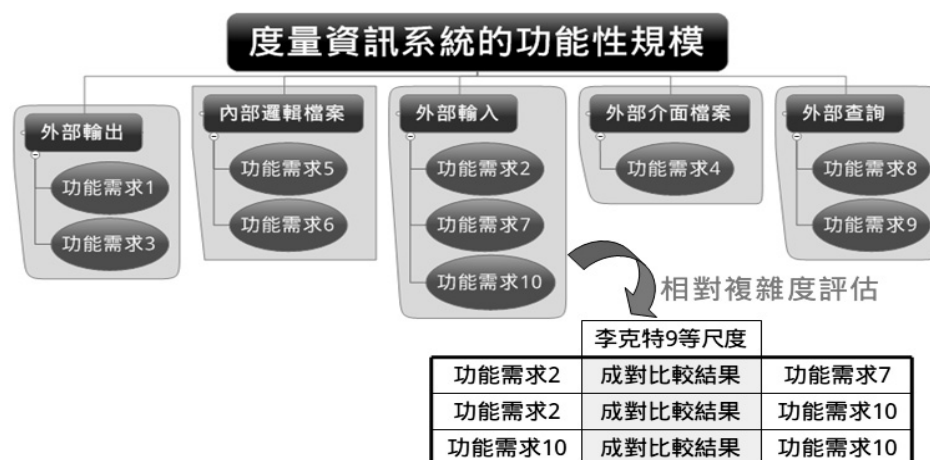 度量資訊系統的功能性規模
外部輸出
功能需求1
功能需求3
內部邏輯檔案
功能需求5
功能需求6
外部輸入
功能需求2
功能需求7
功能需求10
外部介面檔案
功能需求4
外部查詢
功能需求8
功能需求9
相對複雜度評估
李克特9等尺度
功能需求2 成對比較結果 功能需求7
功能需求2 成對比較結果 功能需求10
功能需求10 成對比較結果 功能需求10